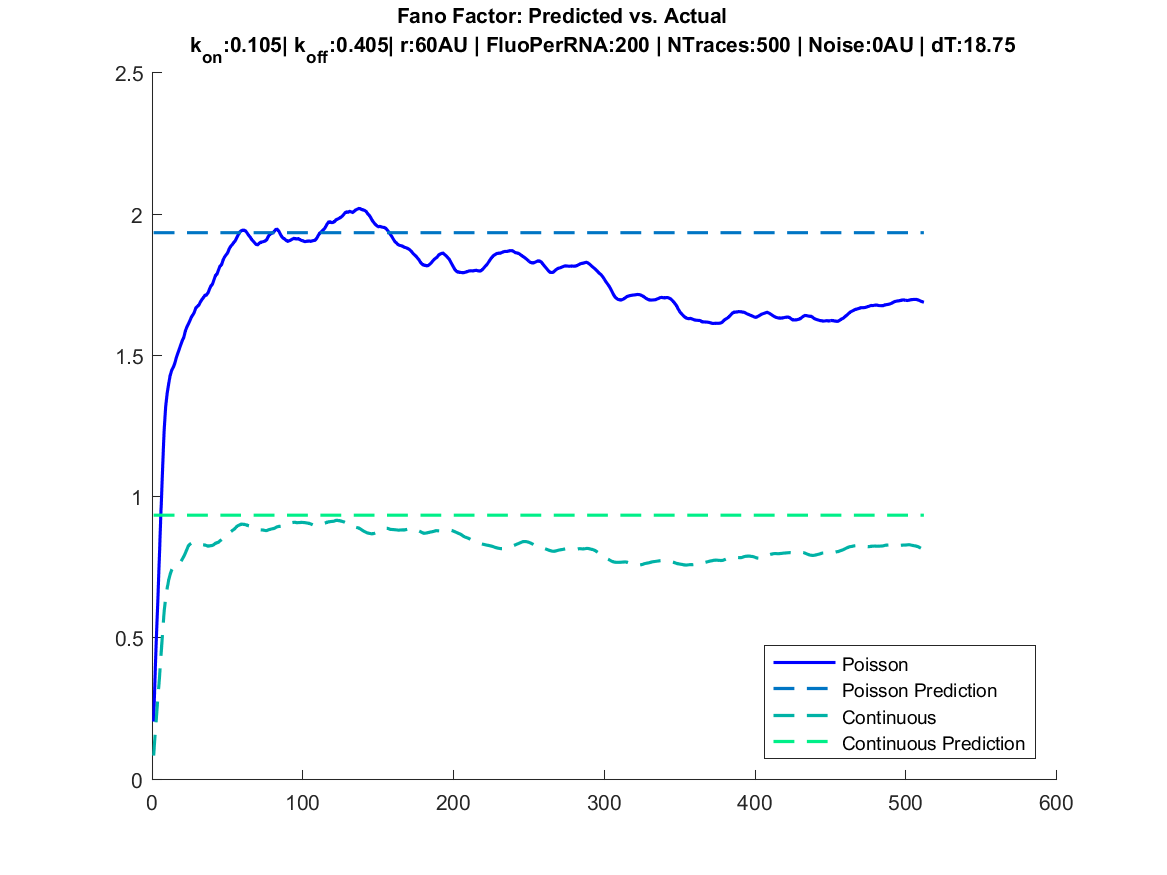 Fano Factor: Predicted vs. Actual
kon:0.105| koff:0.405| r:60AU | FluoPerRNA:200 | NTraces:500 | Noise:0AU | dT:18.75
2.5
2
1.5
1
0.5
0
0 100 200 300 400 500 600
Poisson
Poisson Prediction
Continuous
Continuous Prediction